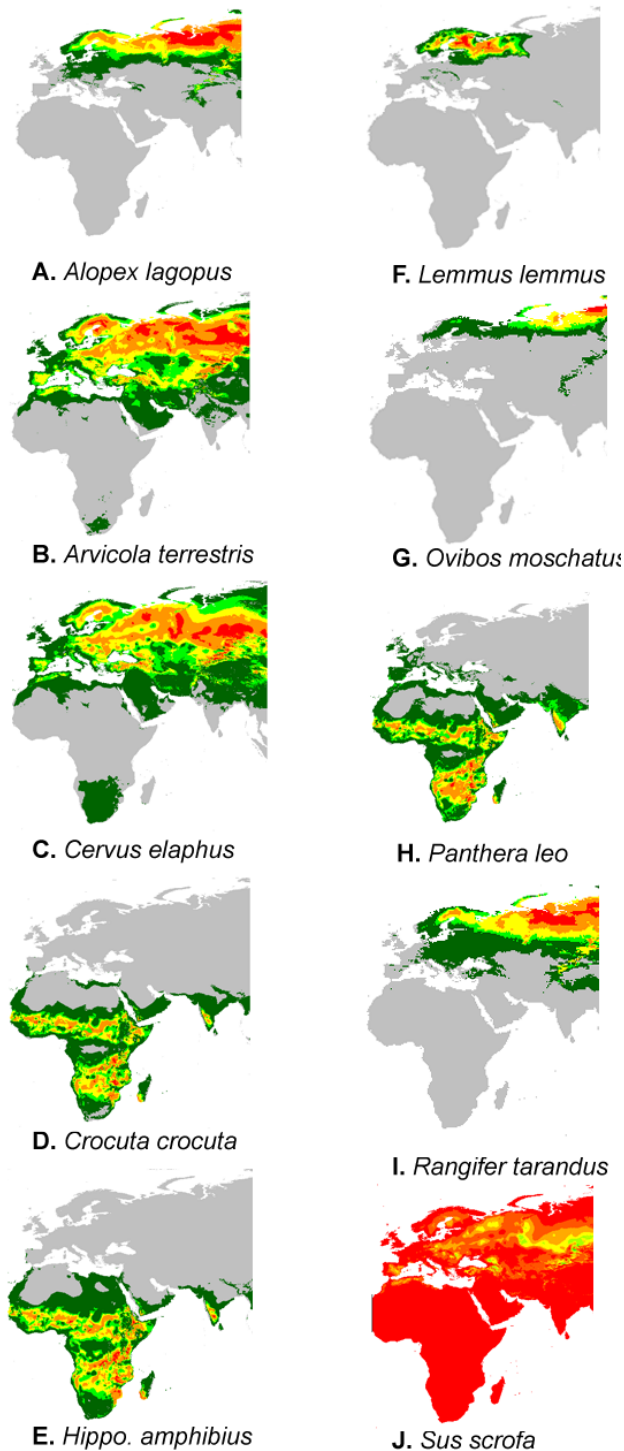 A. Alopex lagopus
F. Lemmus lemmus
B. Arvicola terrestris
G. Ovibos moschatus
C. Cervus elaphus
H. Panthera leo
D. Crocuta crocuta
I. Rangifer tarandus
E. Hippo. amphibius
J. Sus scrofa